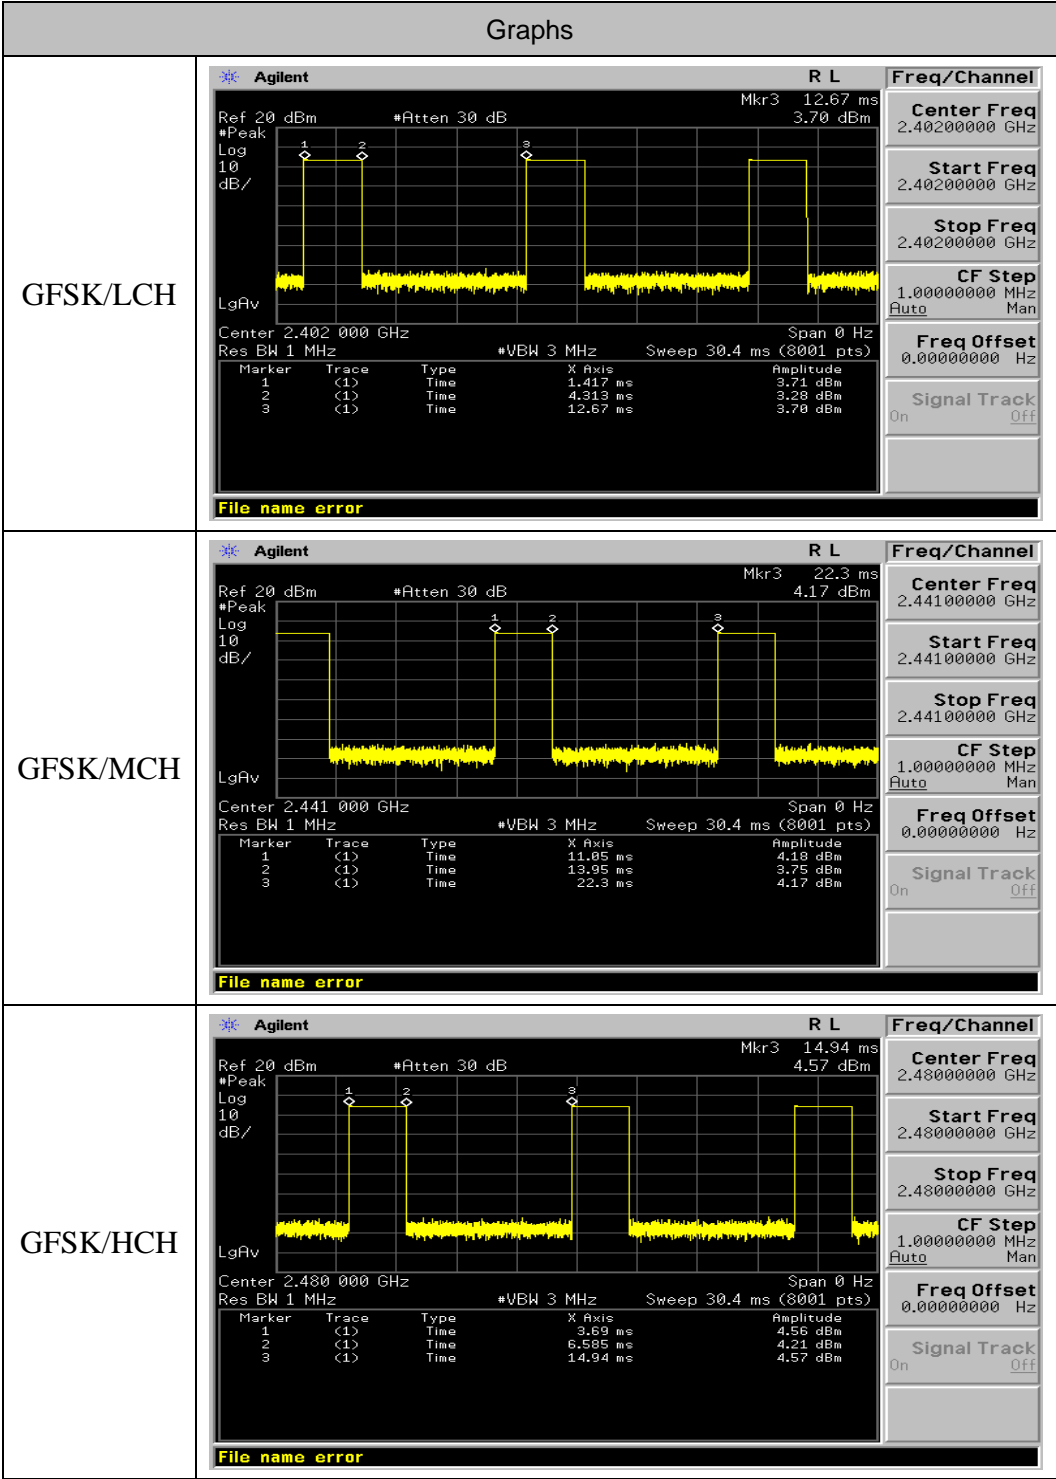 Graphs
GFSK/LCH
Agilent R L Freq/Channel
Mkr3 12.67 ms
Ref 20 dBm #Atten 30 dB 3.70 dBm
#Peak
Log
10
dB/
1 2 3
LgAv
Center 2.402 000 GHz Span 0 Hz
Res BW 1 MHz #VBW 3 MHz Sweep 30.4 ms (8001 pts)
Marker Trace Type X Axis Amplitude
1 (1) Time 1.417 ms 3.71 dBm
2 (1) Time 4.313 ms 3.28 dBm
3 (1) Time 12.67 ms 3.70 dBm
File name error
Center Freq
2.40200000 GHz
Start Freq
2.40200000 GHz
Stop Freq
2.40200000 GHz
CF Step
1.00000000 MHz
Auto Man
Freq Offset
0.00000000 Hz
Signal Track
On Off
GFSK/MCH
Agilent R L Freq/Channel
Mkr3 22.3 ms
Ref 20 dBm #Atten 30 dB 4.17 dBm
#Peak
Log
10
dB/
1 2 3
LgAv
Center 2.441 000 GHz Span 0 Hz
Res BW 1 MHz #VBW 3 MHz Sweep 30.4 ms (8001 pts)
Marker Trace Type X Axis Amplitude
1 (1) Time 11.05 ms 4.18 dBm
2 (1) Time 13.95 ms 3.75 dBm
3 (1) Time 22.3 ms 4.17 dBm
File name error
Center Freq
2.44100000 GHz
Start Freq
2.44100000 GHz
Stop Freq
2.44100000 GHz
CF Step
1.00000000 MHz
Auto Man
Freq Offset
0.00000000 Hz
Signal Track
On Off
GFSK/HCH
Agilent R L Freq/Channel
Mkr3 14.94 ms
Ref 20 dBm #Atten 30 dB 4.57 dBm
#Peak
Log
10
dB/
1 2 3
LgAv
Center 2.480 000 GHz Span 0 Hz
Res BW 1 MHz #VBW 3 MHz Sweep 30.4 ms (8001 pts)
Marker Trace Type X Axis Amplitude
1 (1) Time 3.69 ms 4.56 dBm
2 (1) Time 6.585 ms 4.21 dBm
3 (1) Time 14.94 ms 4.57 dBm
File name error
Center Freq
2.48000000 GHz
Start Freq
2.48000000 GHz
Stop Freq
2.48000000 GHz
CF Step
1.00000000 MHz
Auto Man
Freq Offset
0.00000000 Hz
Signal Track
On Off